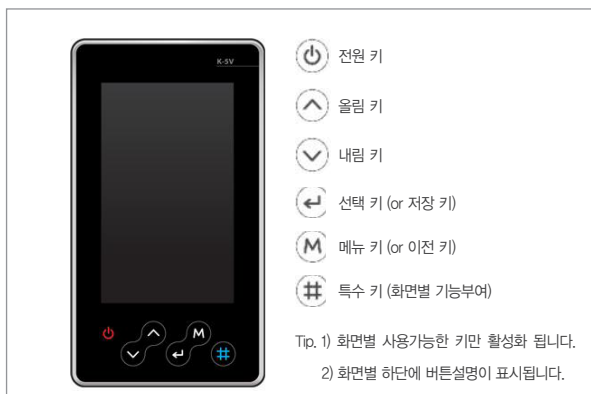 K-5V
전원 키
올림 키
내림 키
선택 키 (or 저장 키)
M 메뉴 키 (or 이전 키)
# 특수 키 (화면별 기능부여)
M
#
Tip. 1) 화면별 사용가능한 키만 활성화 됩니다.
2) 화면별 하단에 버튼설명이 표시됩니다.